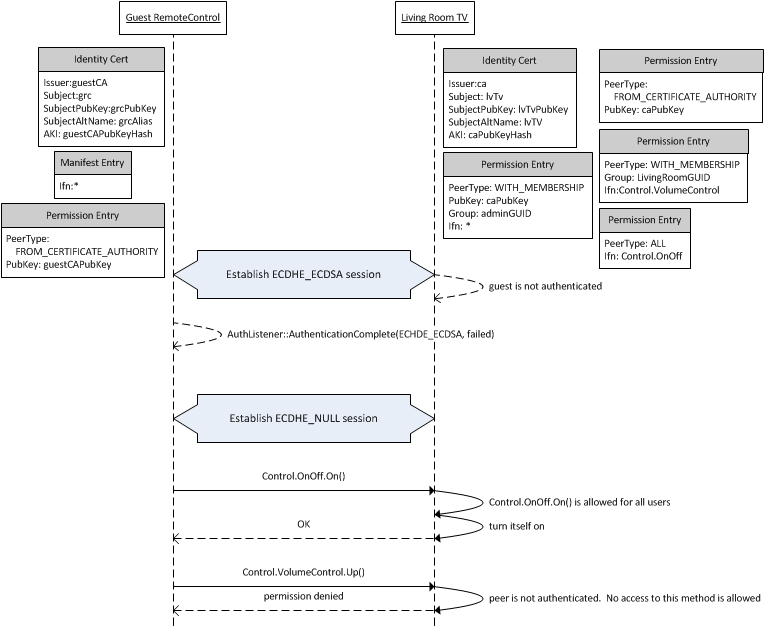 Guest RemoteControl
Living Room TV
Identity Cert
Issuer:guestCA
Subject:grc
SubjectPubKey:grcPubKey
SubjectAltName: grcAlias
AKI: guestCAPubKeyHash
Manifest Entry
Ifn:*
Permission Entry
PeerType:
FROM_CERTIFICATE_AUTHORITY
PubKey: guestCAPubKey
Identity Cert
Issuer:ca
Subject: lvTv
SubjectPubKey: lvTvPubKey
SubjectAltName: lvTV
AKI: caPubKeyHash
Permission Entry
PeerType: WITH_MEMBERSHIP
PubKey: caPubKey
Group: adminGUID
Ifn: *
Permission Entry
PeerType:
FROM_CERTIFICATE_AUTHORITY
PubKey: caPubKey
Permission Entry
PeerType: WITH_MEMBERSHIP
Group: LivingRoomGUID
Ifn:Control.VolumeControl
Permission Entry
PeerType: ALL
Ifn: Control.OnOff
Establish ECDHE_ECDSA session
guest is not authenticated
AuthListener::AuthenticationComplete(ECHDE_ECDSA, failed)
Establish ECDHE_NULL session
Control.OnOff.On()
Control.OnOff.On() is allowed for all users
OK
turn itself on
Control.VolumeControl.Up()
permission denied
peer is not authenticated.  No access to this method is allowed